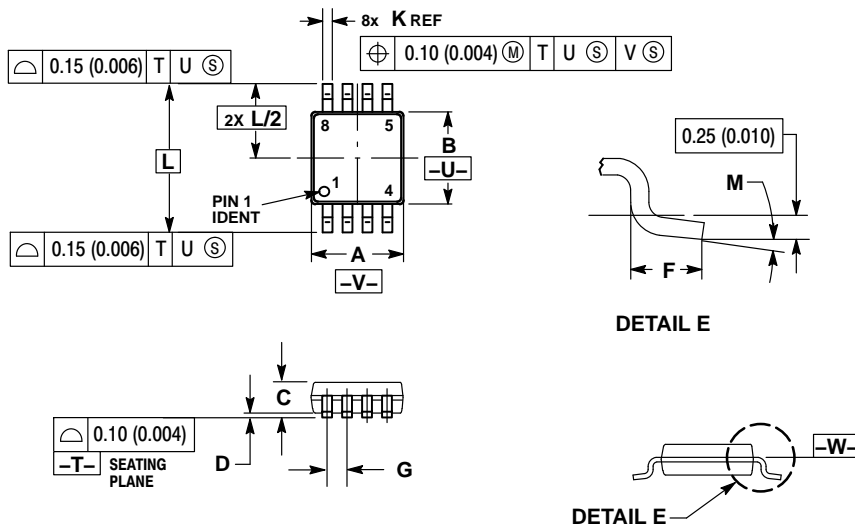 8x K REF
⌖ 0.10 (0.004) Ⓜ T U Ⓢ V Ⓢ
⌓ 0.15 (0.006) T U Ⓢ
2X L/2
8 5
B
–U–
L
1 4
PIN 1
IDENT
⌓ 0.15 (0.006) T U Ⓢ
A
–V–
0.25 (0.010)
M
F
DETAIL E
C
⌓ 0.10 (0.004)
–T– SEATING
PLANE
D
G
–W–
DETAIL E